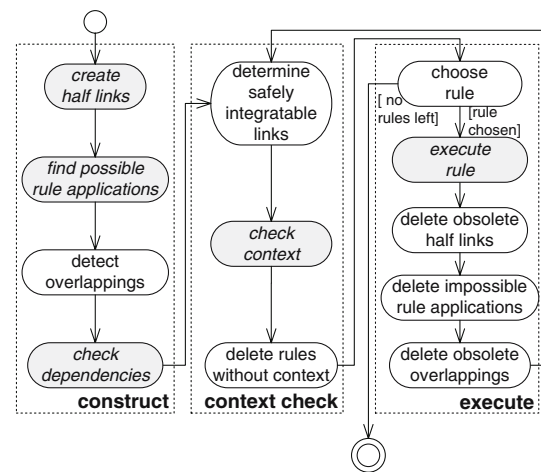 create
half links
find possible
rule applications
detect
overlappings
check
dependencies
construct
determine
safely
integratable
links
check
context
delete rules
without context
context check
choose
rule
[ no
rules left]
[rule
chosen]
execute
rule
delete obsolete
half links
delete impossible
rule applications
delete obsolete
overlappings
execute